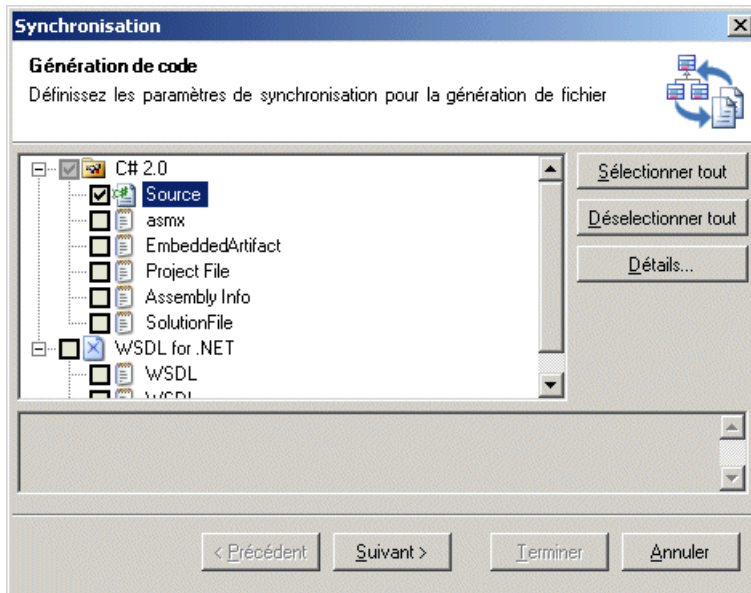 Synchronisation
Génération de code
Définissez les paramètres de synchronisation pour la génération de fichier
C# 2.0
Source
asmx
EmbeddedArtifact
Project File
Assembly Info
SolutionFile
WSDL for .NET
WSDL
Sélectionner tout
Déselectionner tout
Détails...
< Précédent
Suivant >
Terminer
Annuler